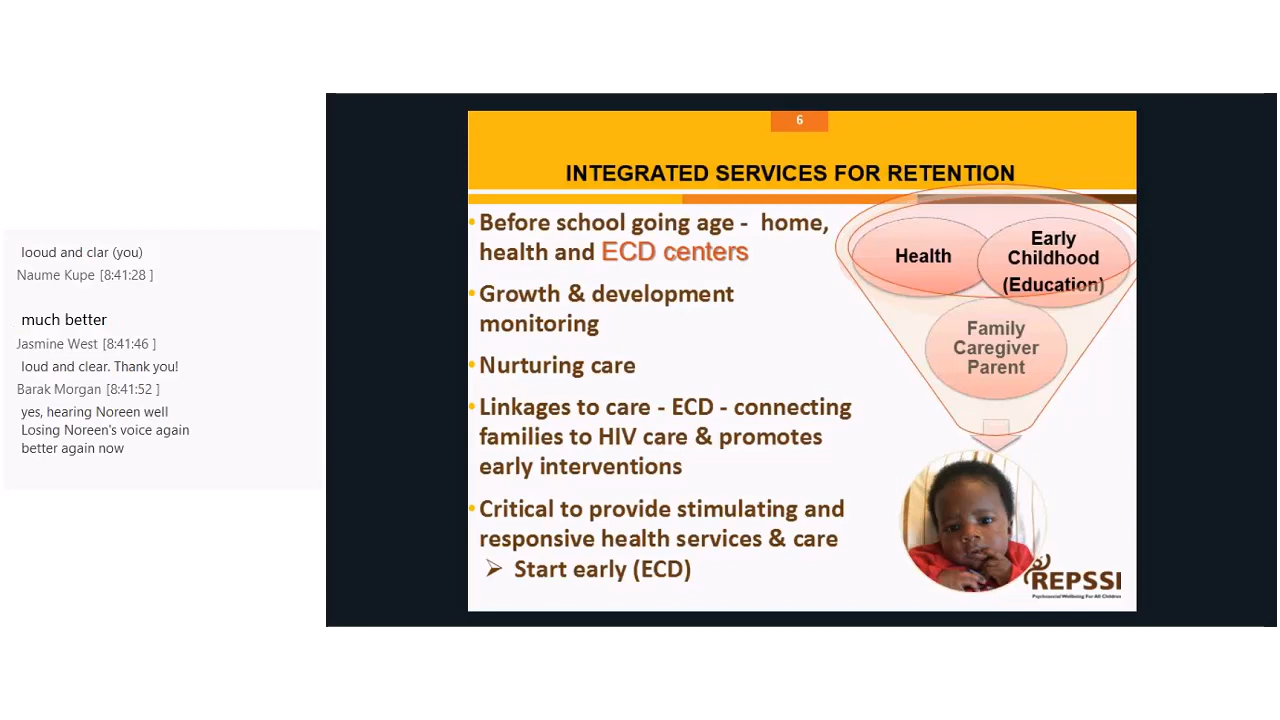 looud and clar (you)
Naume Kupe [8:41:28 ]
much better
Jasmine West [8:41:46 ]
loud and clear. Thank you!
Barak Morgan [8:41:52 ]
yes, hearing Noreen well
Losing Noreen's voice again
better again now
6
INTEGRATED SERVICES FOR RETENTION
• Before school going age - home,
health and ECD centers
• Growth & development
monitoring
• Nurturing care
• Linkages to care - ECD - connecting
families to HIV care & promotes
early interventions
• Critical to provide stimulating and
responsive health services & care
➢ Start early (ECD)
Health
Early
Childhood
(Education)
Family
Caregiver
Parent
REPSSI
Psychosocial Wellbeing For All Children